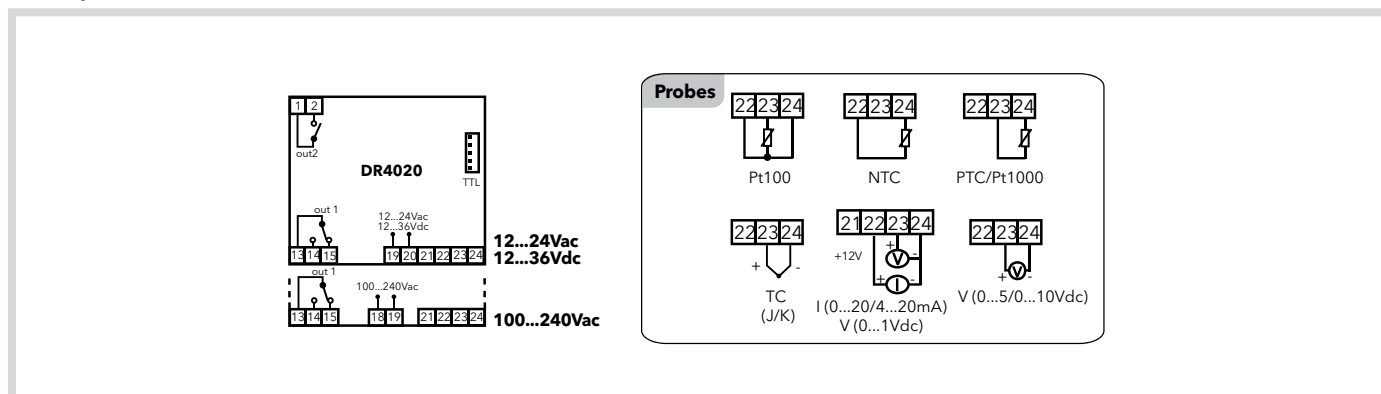 1 2
out2
DR4020
TTL
out 1
12...24Vac
12...36Vdc
13 14 15
19 20 21 22 23 24
12...24Vac
12...36Vdc
out 1
100...240Vac
13 14 15
18 19
21 22 23 24
100...240Vac
Probes
22 23 24
Pt100
22 23 24
NTC
22 23 24
PTC/Pt1000
22 23 24
+ -
TC
(J/K)
21 22 23 24
+12V
+ V -
+ I -
I (0...20/4...20mA)
V (0...1Vdc)
22 23 24
+ V -
V (0...5/0...10Vdc)